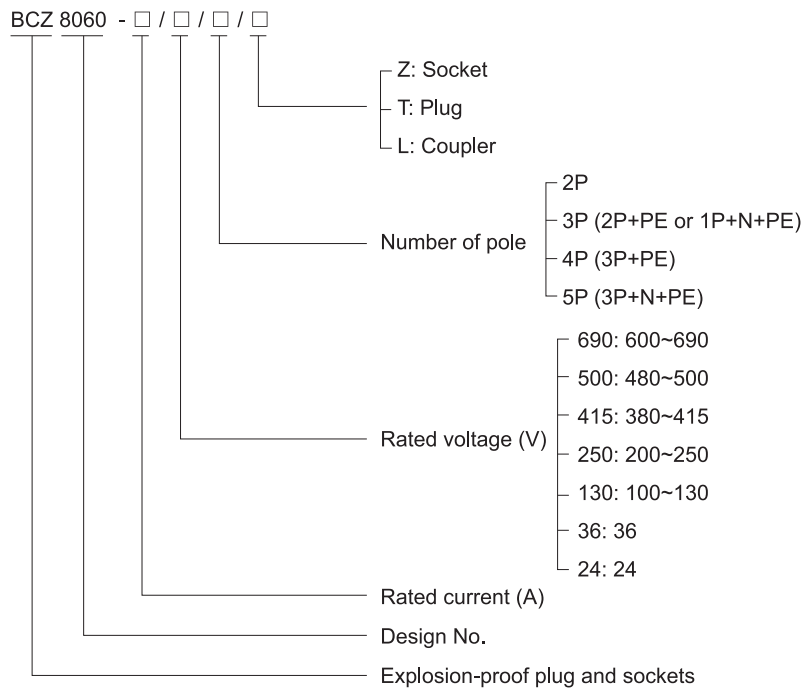 BCZ 8060 - □ / □ / □ / □
Z: Socket
T: Plug
L: Coupler
Number of pole
2P
3P (2P+PE or 1P+N+PE)
4P (3P+PE)
5P (3P+N+PE)
Rated voltage (V)
690: 600~690
500: 480~500
415: 380~415
250: 200~250
130: 100~130
36: 36
24: 24
Rated current (A)
Design No.
Explosion-proof plug and sockets